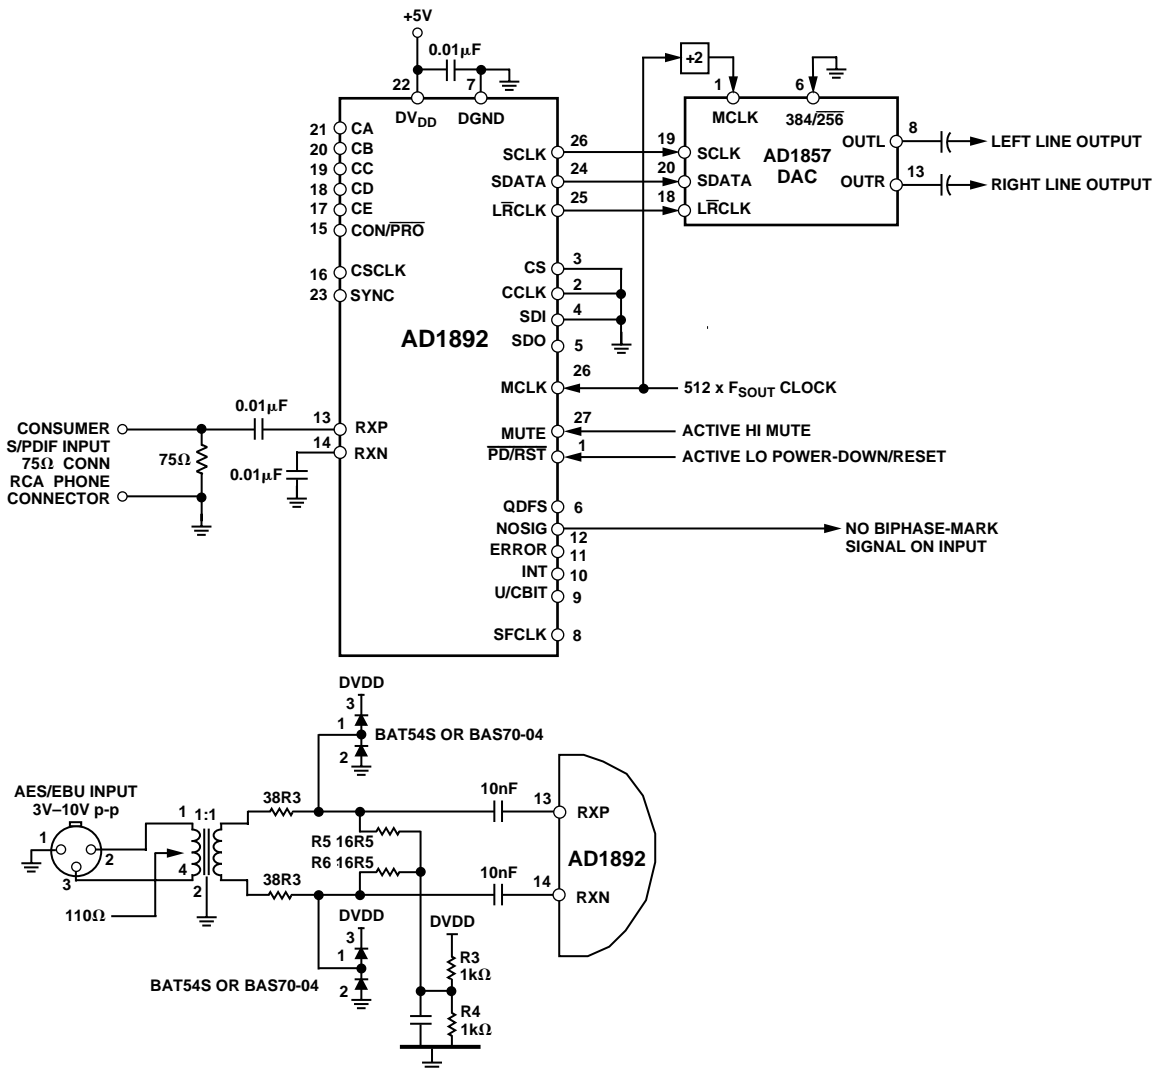 +5V
0.01μF
22
7
DVDD
DGND
+2
1
6
MCLK
384/256
AD1857
DAC
19
SCLK
20
SDATA
18
LRCLK
OUTL
8
LEFT LINE OUTPUT
OUTR
13
RIGHT LINE OUTPUT
21
CA
20
CB
19
CC
18
CD
17
CE
15
CON/PRO
16
CSCLK
23
SYNC
AD1892
SCLK
26
SDATA
24
LRCLK
25
CS
3
CCLK
2
SDI
4
SDO
5
MCLK
26
512 x FSOUT CLOCK
MUTE
27
ACTIVE HI MUTE
PD/RST
1
ACTIVE LO POWER-DOWN/RESET
QDFS
6
NOSIG
12
NO BIPHASE-MARK
SIGNAL ON INPUT
ERROR
11
INT
10
U/CBIT
9
SFCLK
8
CONSUMER
S/PDIF INPUT
75Ω CONN
RCA PHONE
CONNECTOR
75Ω
0.01μF
13
RXP
14
RXN
0.01μF
DVDD
3
1
2
BAT54S OR BAS70-04
AES/EBU INPUT
3V–10V p-p
1
2
3
110Ω
1
1:1
4
2
38R3
38R3
R5 16R5
R6 16R5
10nF
13
RXP
AD1892
10nF
14
RXN
DVDD
3
1
2
BAT54S OR BAS70-04
DVDD
R3
1kΩ
R4
1kΩ